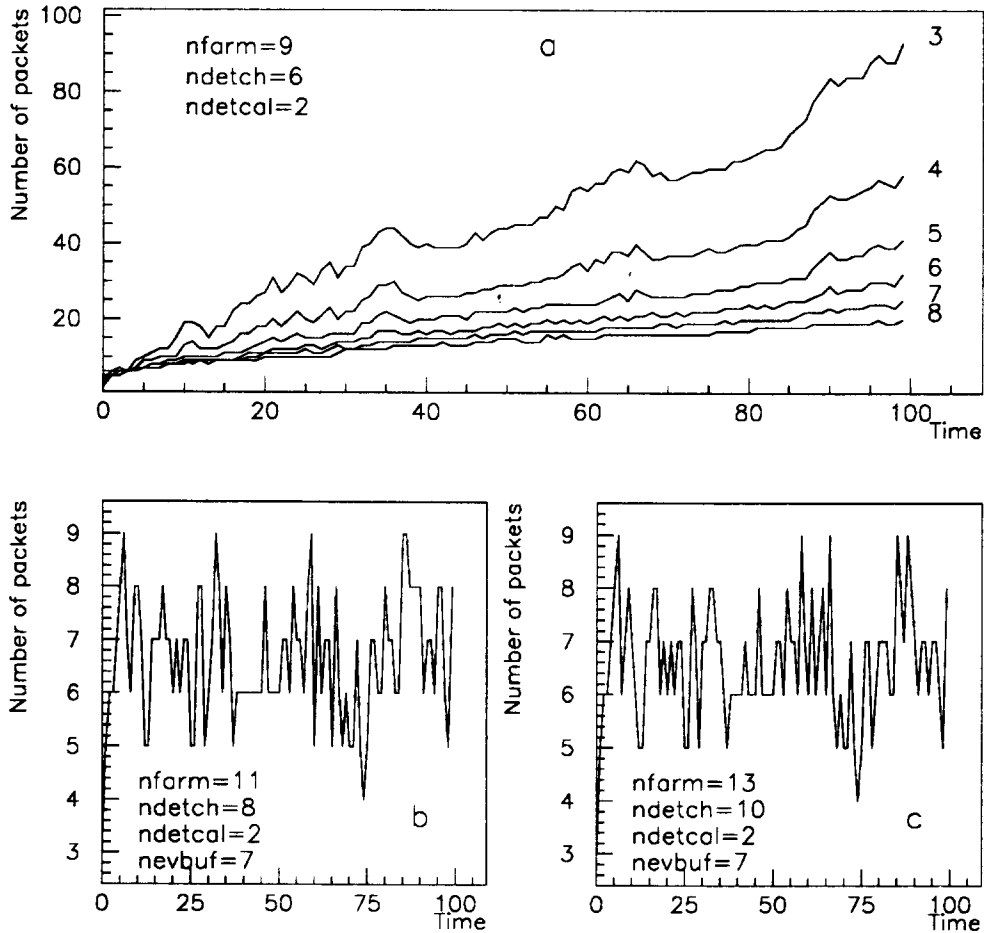 Number of packets
100
80
60
40
20
nfarm=9
ndetch=6
ndetcal=2
a
3
4
5
6
7
8
0
20
40
60
80
100
Time
Number of packets
9
8
7
6
5
4
3
nfarm=11
ndetch=8
ndetcal=2
nevbuf=7
b
0
25
50
75
100
Time
Number of packets
9
8
7
6
5
4
3
nfarm=13
ndetch=10
ndetcal=2
nevbuf=7
c
0
25
50
75
100
Time